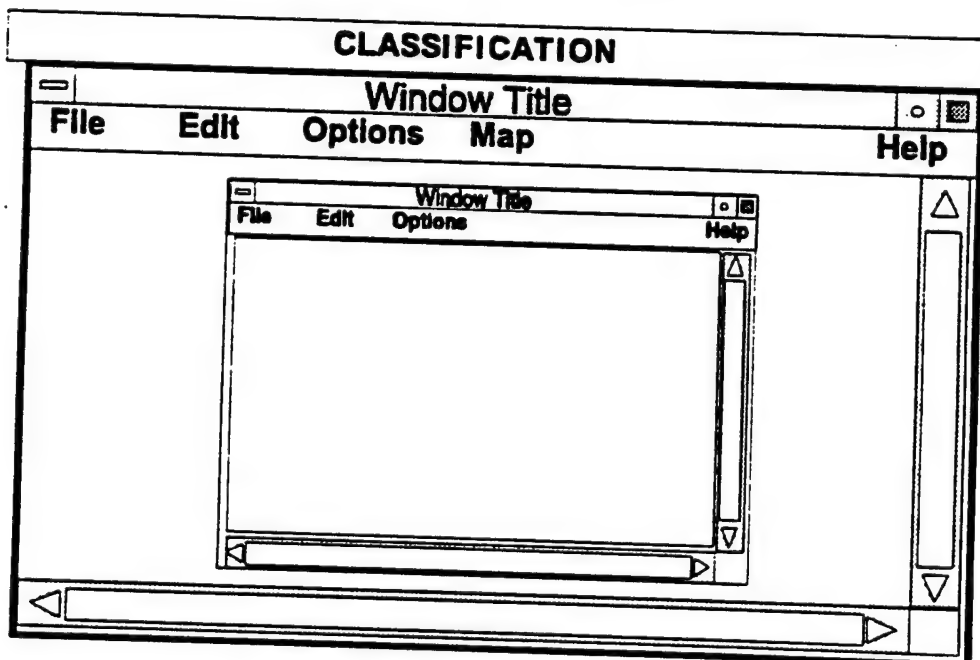 CLASSIFICATION
Window Title
File Edit Options Map Help
Window Title
File Edit Options Help